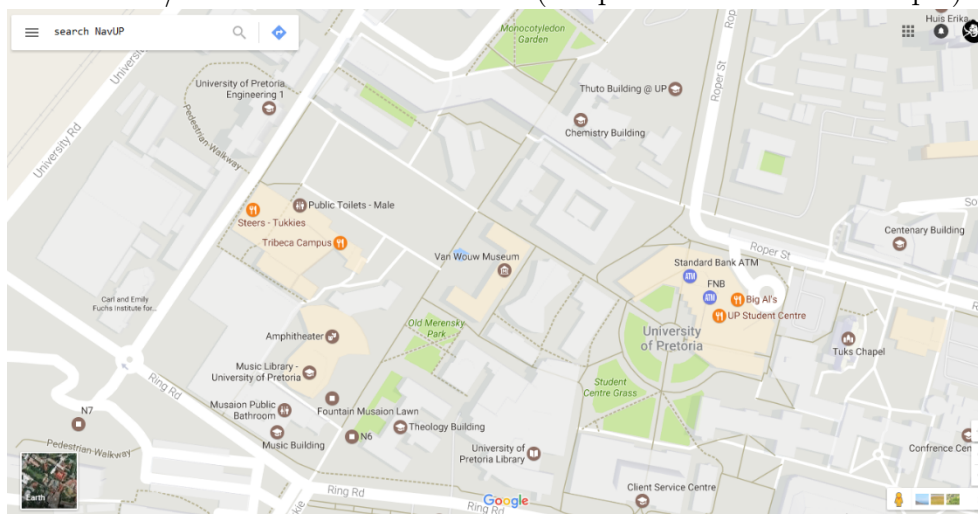 search NavUP
Monocotyledon
Garden
Huis Erika
University Rd
University of Pretoria
Engineering 1
Thuto Building @ UP
Roper St
Chemistry Building
Pedestrian-Walkway
University Rd
Public Toilets - Male
Steers - Tukkies
Tribeca Campus
Centenary Building
Roper St
Van Wouw Museum
Standard Bank ATM
ATM
FNB
ATM
Big Al's
UP Student Centre
Carl and Emily
Fuchs Institute for...
Old Merensky
Park
University
of Pretoria
Amphitheater
Tuks Chapel
Music Library -
University of Pretoria
Ring Rd
Student
Centre Grass
Musaion Public
Bathroom
Fountain Musaion Lawn
N7
Theology Building
N6
Music Building
Pedestrian-Walkway
University of
Pretoria Library
Confrence Cen
Earth
Ring Rd
Client Service Centre
Google
Ring Rd